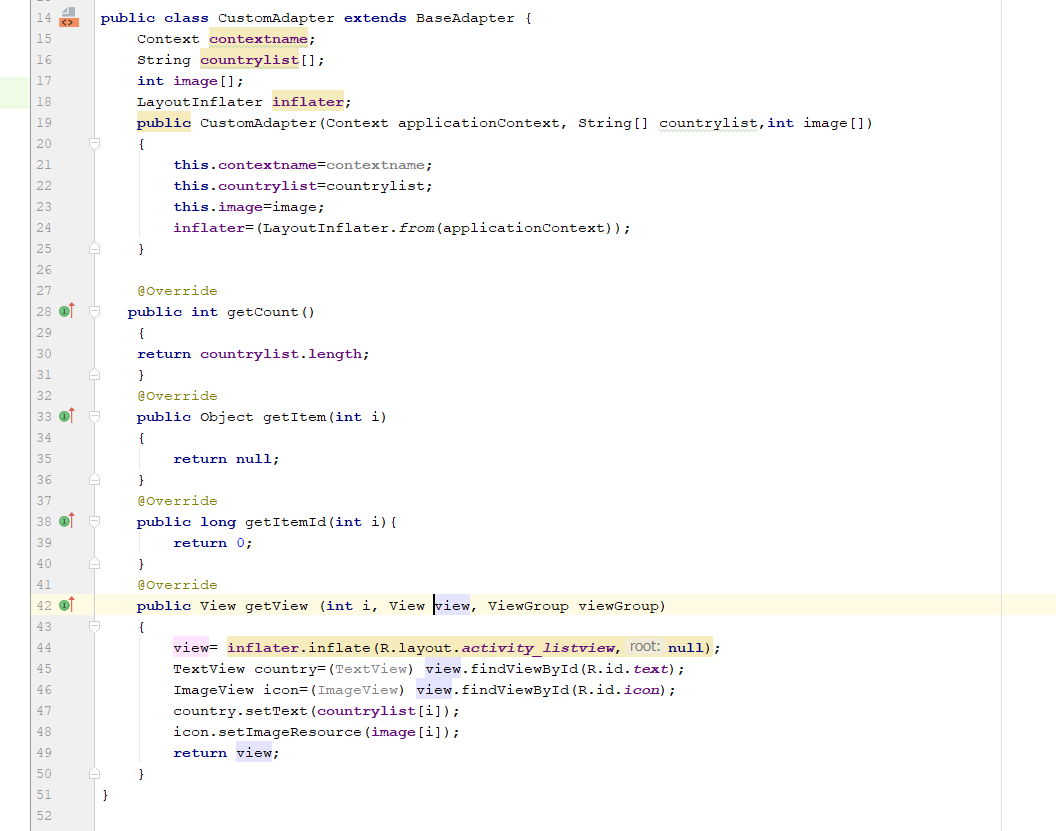 14 public class CustomAdapter extends BaseAdapter {
15 Context contextname;
16 String countrylist[];
17 int image[];
18 LayoutInflater inflater;
19 public CustomAdapter(Context applicationContext, String[] countrylist,int image[])
20 {
21 this.contextname=contextname;
22 this.countrylist=countrylist;
23 this.image=image;
24 inflater=(LayoutInflater.from(applicationContext));
25 }
26
27 @Override
28 public int getCount()
29 {
30 return countrylist.length;
31 }
32 @Override
33 public Object getItem(int i)
34 {
35 return null;
36 }
37 @Override
38 public long getItemId(int i){
39 return 0;
40 }
41 @Override
42 public View getView (int i, View view, ViewGroup viewGroup)
43 {
44 view= inflater.inflate(R.layout.activity_listview, root: null);
45 TextView country=(TextView) view.findViewById(R.id.text);
46 ImageView icon=(ImageView) view.findViewById(R.id.icon);
47 country.setText(countrylist[i]);
48 icon.setImageResource(image[i]);
49 return view;
50 }
51 }
52